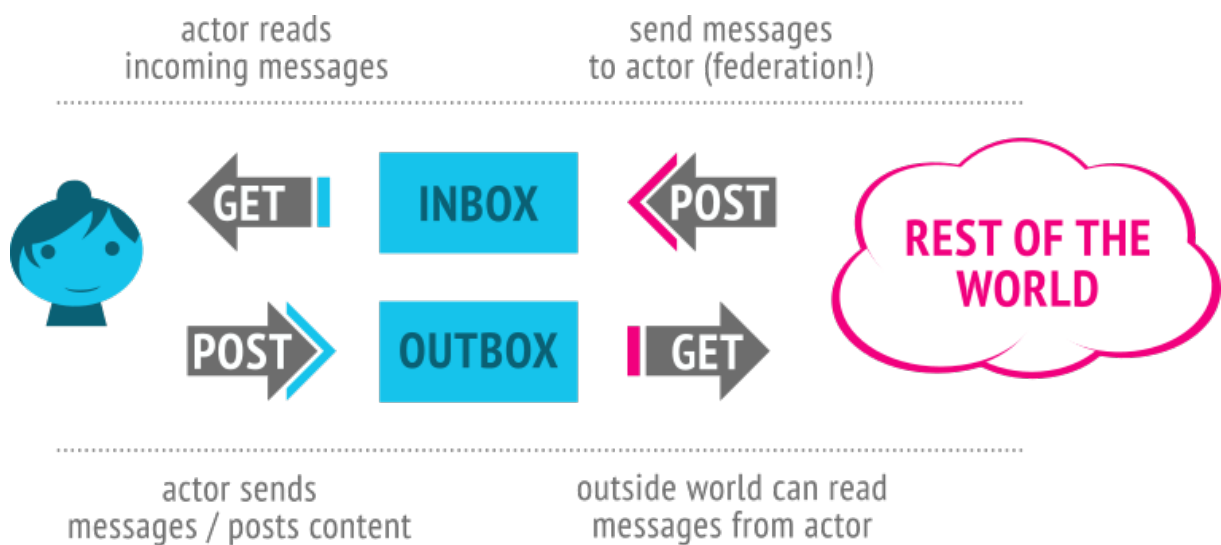 actor reads
incoming messages
send messages
to actor (federation!)
GET
INBOX
POST
REST OF THE
WORLD
POST
OUTBOX
GET
actor sends
messages / posts content
outside world can read
messages from actor